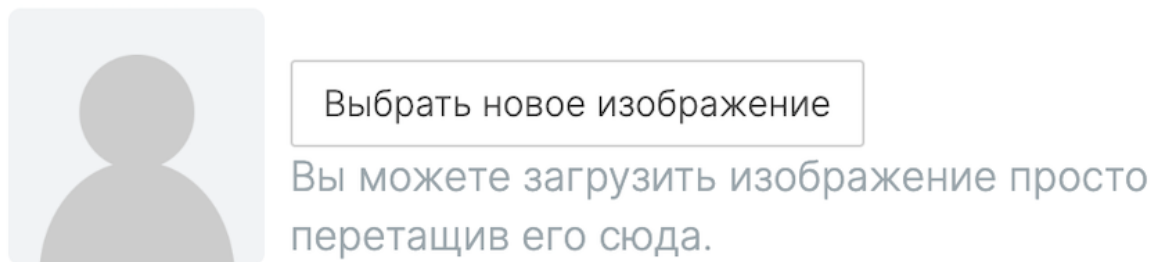 Выбрать новое изображение
Вы можете загрузить изображение просто
перетащив его сюда.